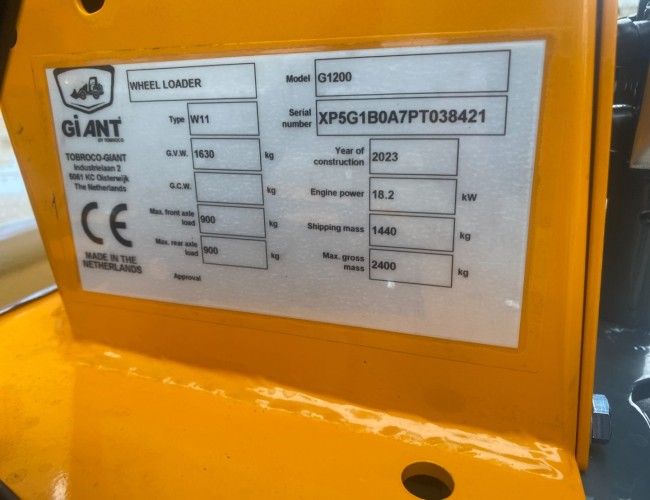 WHEEL LOADER
Model G1200
GiANT
BY TOBROCO
Type W11
Serial number XP5G1B0A7PT038421
TOBROCO-GIANT
Industrielaan 2
5061 KC Oisterwijk
The Netherlands
G.V.W. 1630 kg
Year of construction 2023
G.C.W. kg
Engine power 18.2 kW
Max. front axle load 900 kg
Shipping mass 1440 kg
CE
Max. rear axle load 900 kg
Max. gross mass 2400 kg
MADE IN THE
NETHERLANDS
Approval